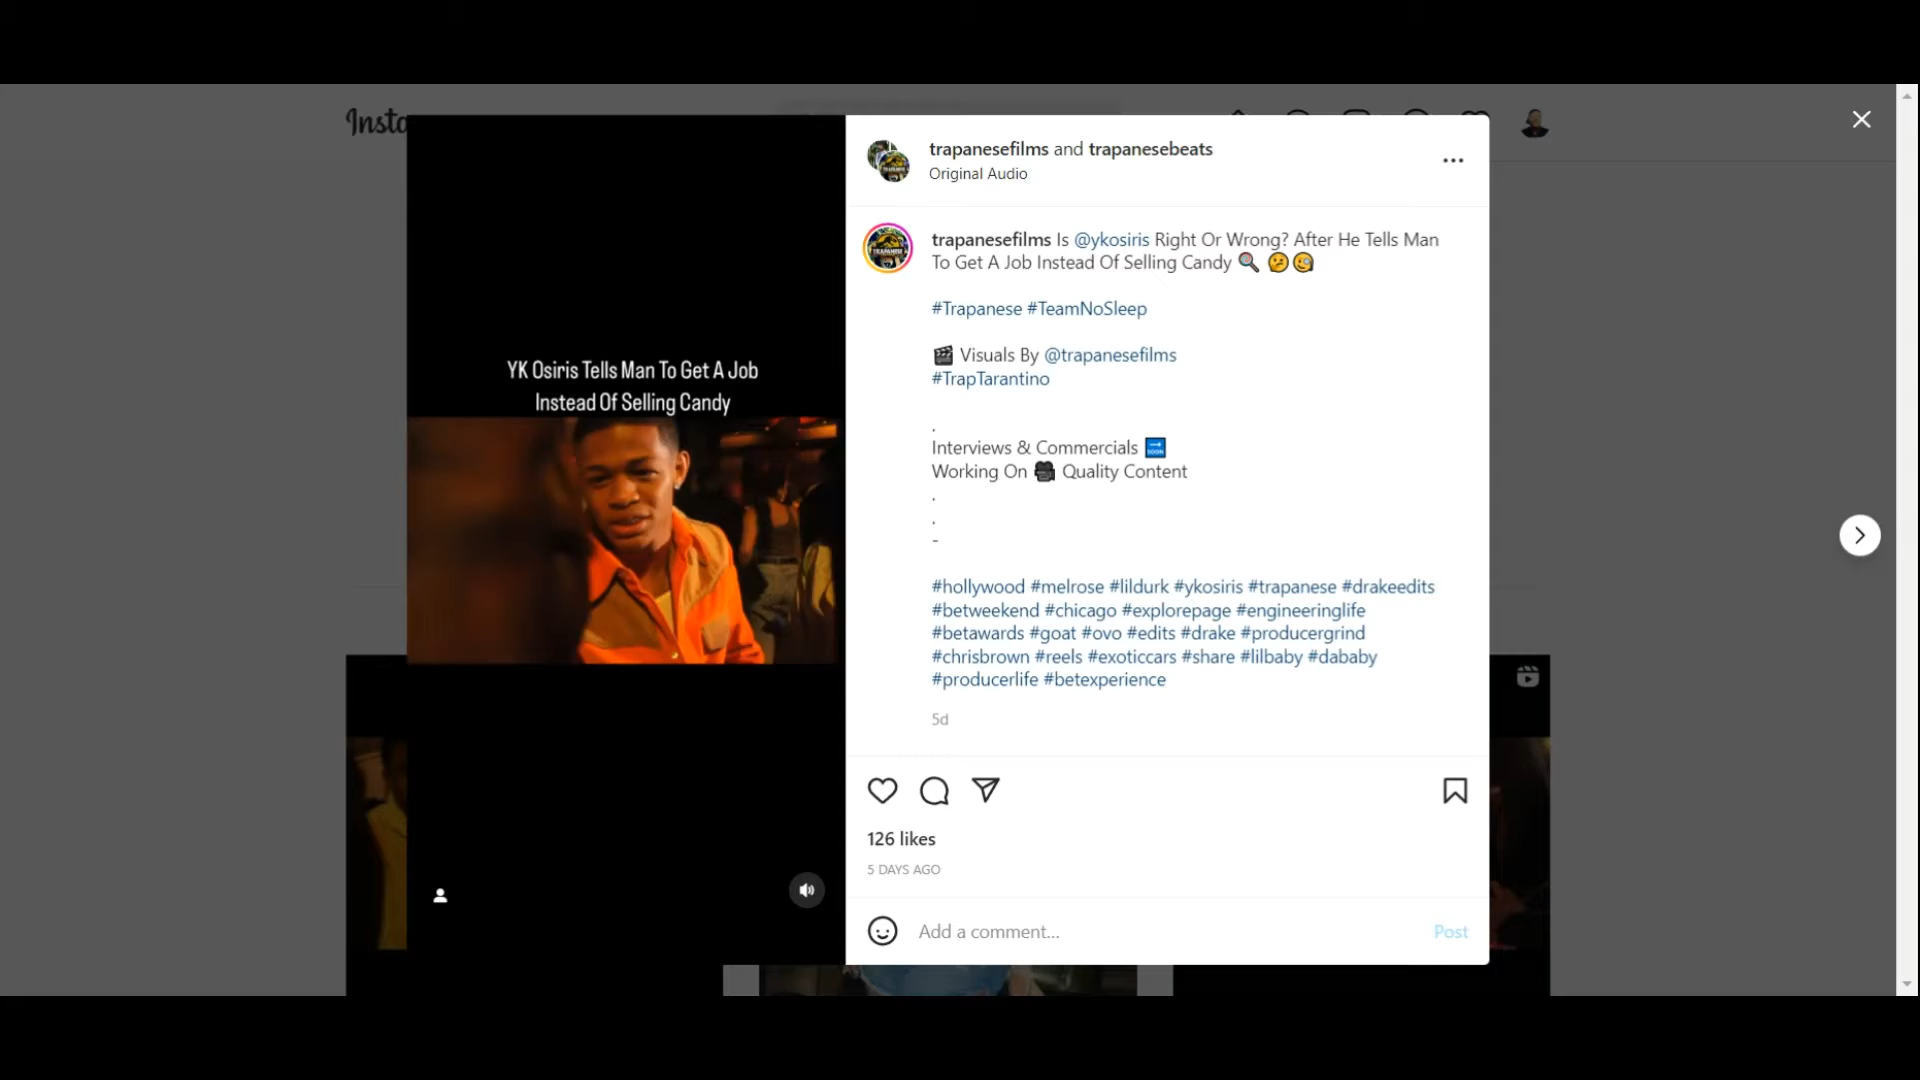 Insta
YK Osiris Tells Man To Get A Job
Instead Of Selling Candy
trapanesefilms and trapanesebeats
Original Audio
trapanesefilms Is @ykosiris Right Or Wrong? After He Tells Man
To Get A Job Instead Of Selling Candy 🔍 🤔🧐
#Trapanese #TeamNoSleep
🎬 Visuals By @trapanesefilms
#TrapTarantino
.
Interviews & Commercials 🔜
Working On 🎥 Quality Content
.
.
-
#hollywood #melrose #lildurk #ykosiris #trapanese #drakeedits
#betweekend #chicago #explorepage #engineeringlife
#betawards #goat #ovo #edits #drake #producergrind
#chrisbrown #reels #exoticcars #share #lilbaby #dababy
#producerlife #betexperience
5d
126 likes
5 DAYS AGO
Add a comment...
Post